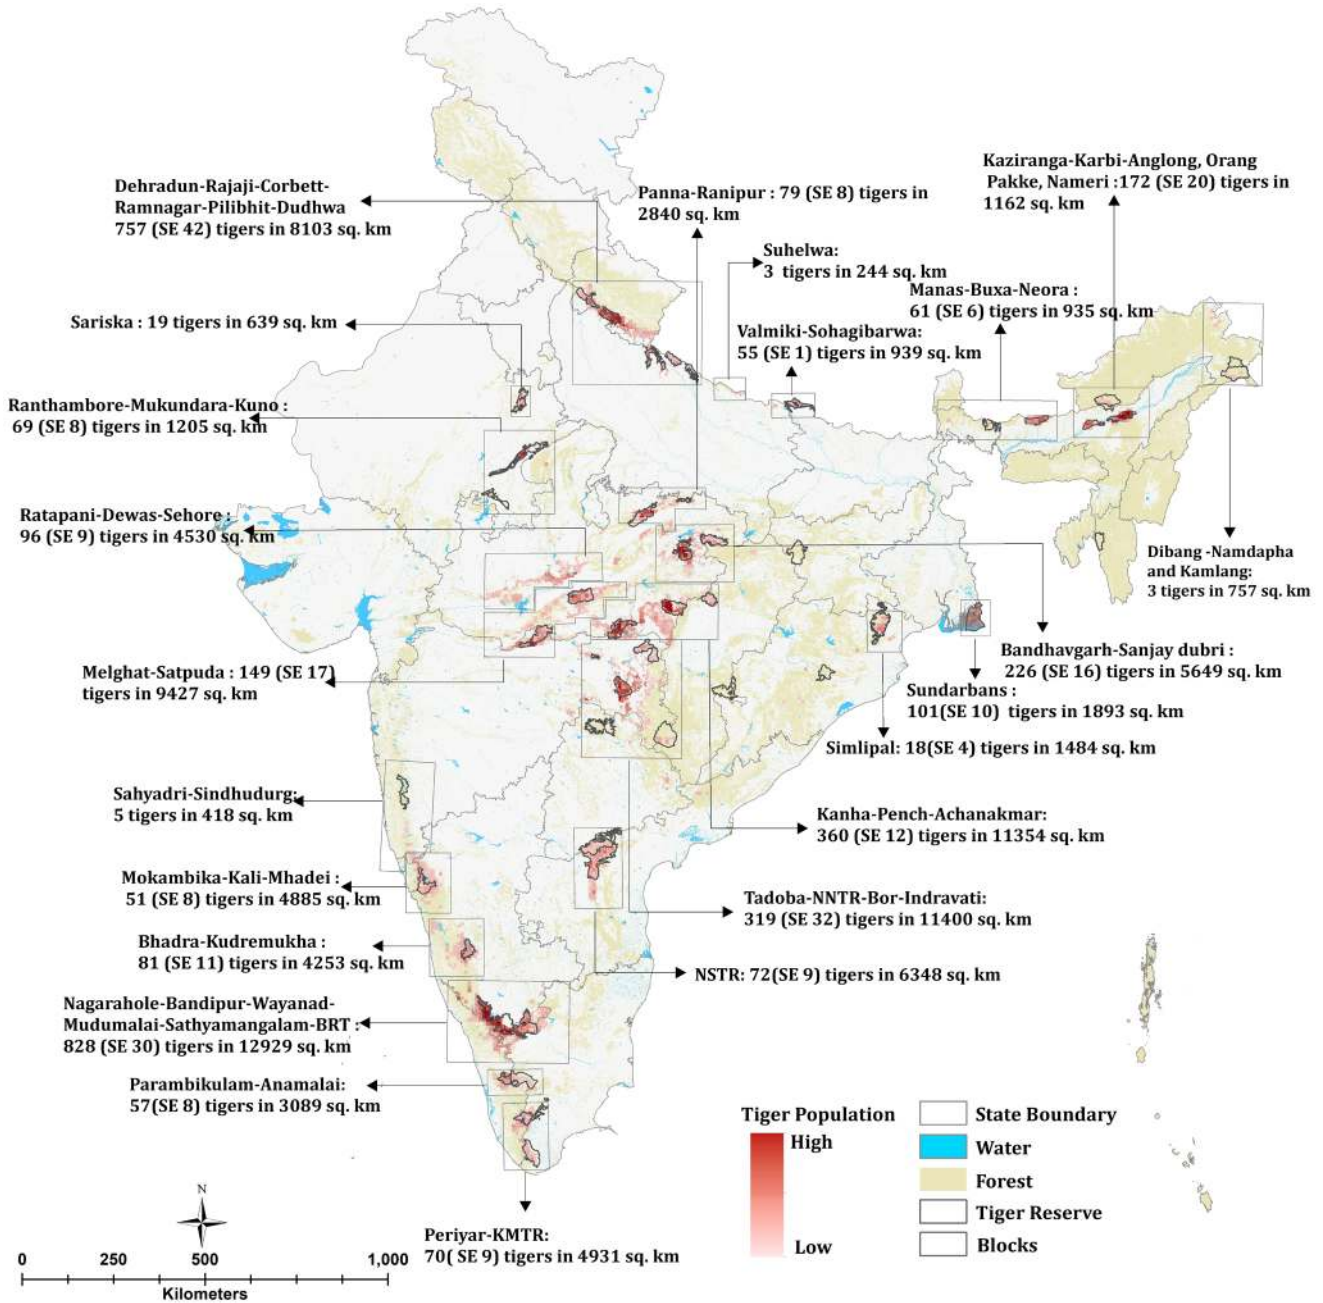 Dehradun-Rajaji-Corbett-
Ramnagar-Pilibhit-Dudhwa
757 (SE 42) tigers in 8103 sq. km
Panna-Ranipur : 79 (SE 8) tigers in
2840 sq. km
Kaziranga-Karbi-Anglong, Orang
Pakke, Nameri :172 (SE 20) tigers in
1162 sq. km
Suhelwa:
3 tigers in 244 sq. km
Manas-Buxa-Neora :
61 (SE 6) tigers in 935 sq. km
Valmiki-Sohagibarwa:
55 (SE 1) tigers in 939 sq. km
Sariska : 19 tigers in 639 sq. km
Ranthambore-Mukundara-Kuno :
69 (SE 8) tigers in 1205 sq. km
Ratapani-Dewas-Sehore :
96 (SE 9) tigers in 4530 sq. km
Dibang -Namdapha
and Kamlang:
3 tigers in 757 sq. km
Melghat-Satpuda : 149 (SE 17)
tigers in 9427 sq. km
Bandhavgarh-Sanjay dubri :
226 (SE 16) tigers in 5649 sq. km
Sundarbans :
101(SE 10) tigers in 1893 sq. km
Simlipal: 18(SE 4) tigers in 1484 sq. km
Sahyadri-Sindhudurg:
5 tigers in 418 sq. km
Kanha-Pench-Achanakmar:
360 (SE 12) tigers in 11354 sq. km
Mokambika-Kali-Mhadei :
51 (SE 8) tigers in 4885 sq. km
Tadoba-NNTR-Bor-Indravati:
319 (SE 32) tigers in 11400 sq. km
Bhadra-Kudremukha :
81 (SE 11) tigers in 4253 sq. km
NSTR: 72(SE 9) tigers in 6348 sq. km
Nagarahole-Bandipur-Wayanad-
Mudumalai-Sathyamangalam-BRT :
828 (SE 30) tigers in 12929 sq. km
Parambikulam-Anamalai:
57(SE 8) tigers in 3089 sq. km
Periyar-KMTR:
70( SE 9) tigers in 4931 sq. km
Tiger Population
High
Low
State Boundary
Water
Forest
Tiger Reserve
Blocks
N
0 250 500 1,000
Kilometers